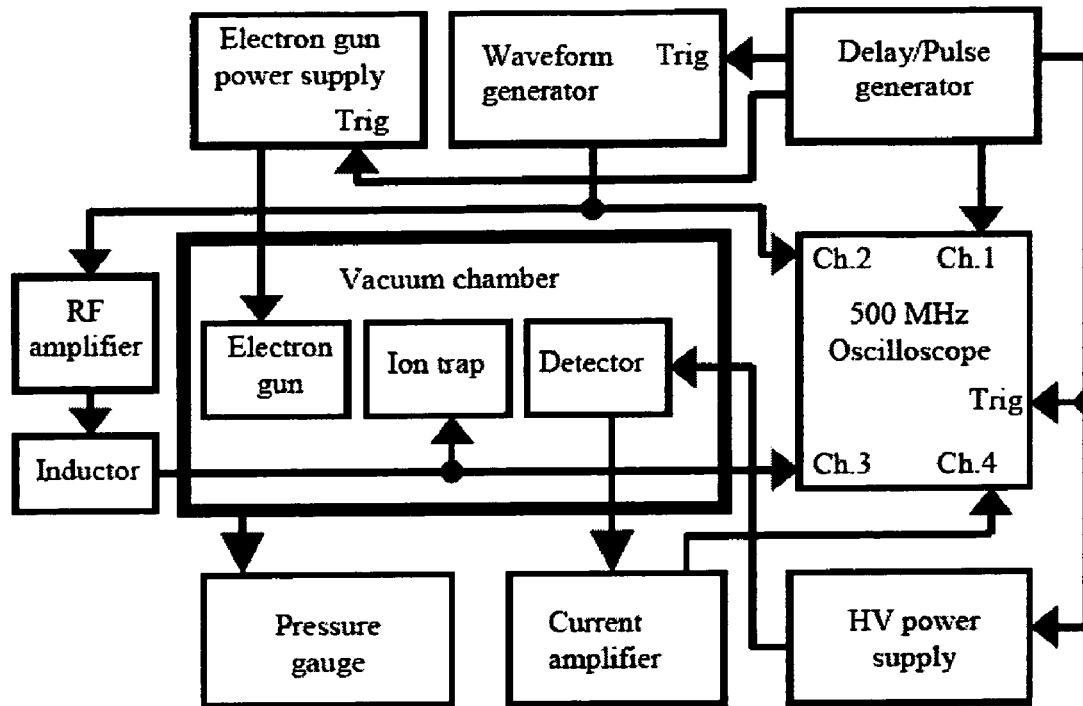 Electron gun
power supply
Trig
Waveform
generator
Trig
Delay/Pulse
generator
Vacuum chamber
RF
amplifier
Electron
gun
Ion trap
Detector
Inductor
Ch.2
Ch.1
500 MHz
Oscilloscope
Trig
Ch.3
Ch.4
Pressure
gauge
Current
amplifier
HV power
supply